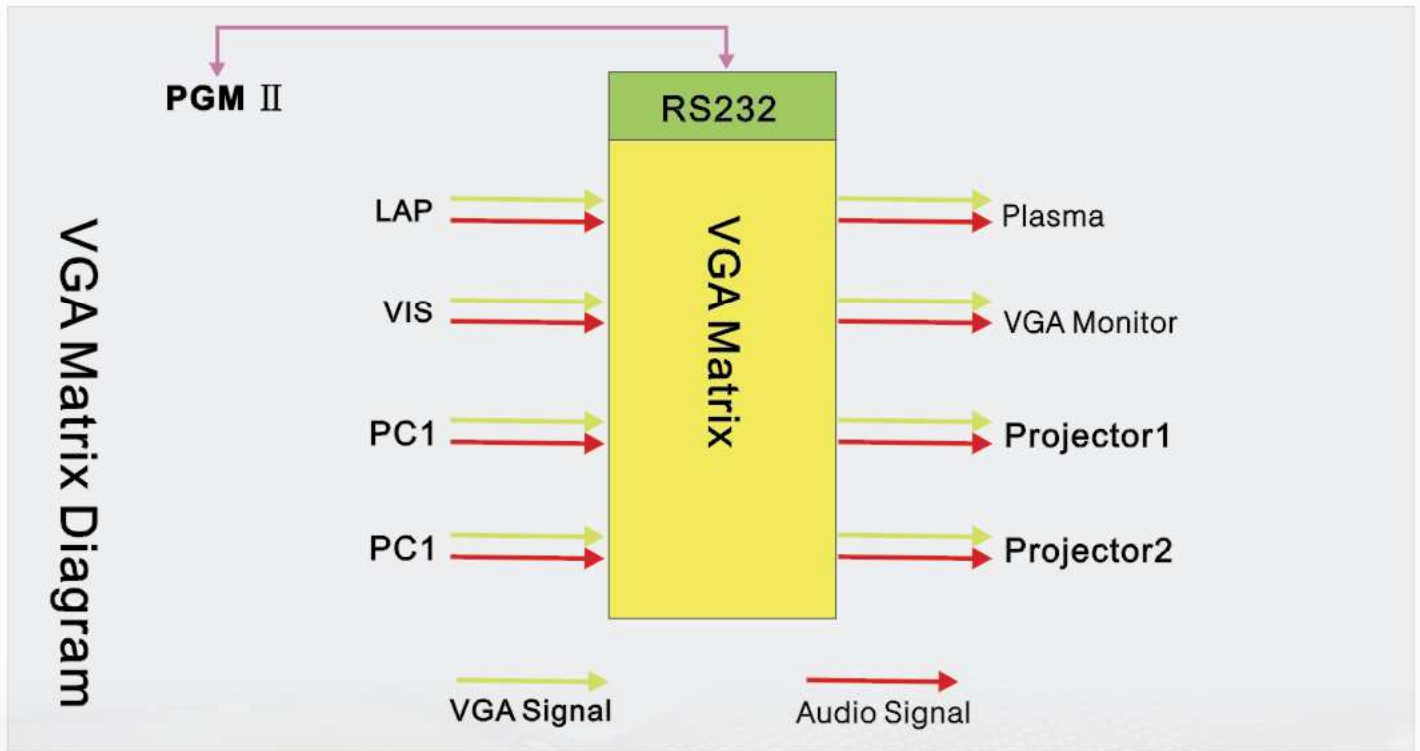 PGM Ⅱ
RS232
VGA Matrix Diagram
VGA Matrix
LAP
Plasma
VIS
VGA Monitor
PC1
Projector1
PC1
Projector2
VGA Signal
Audio Signal